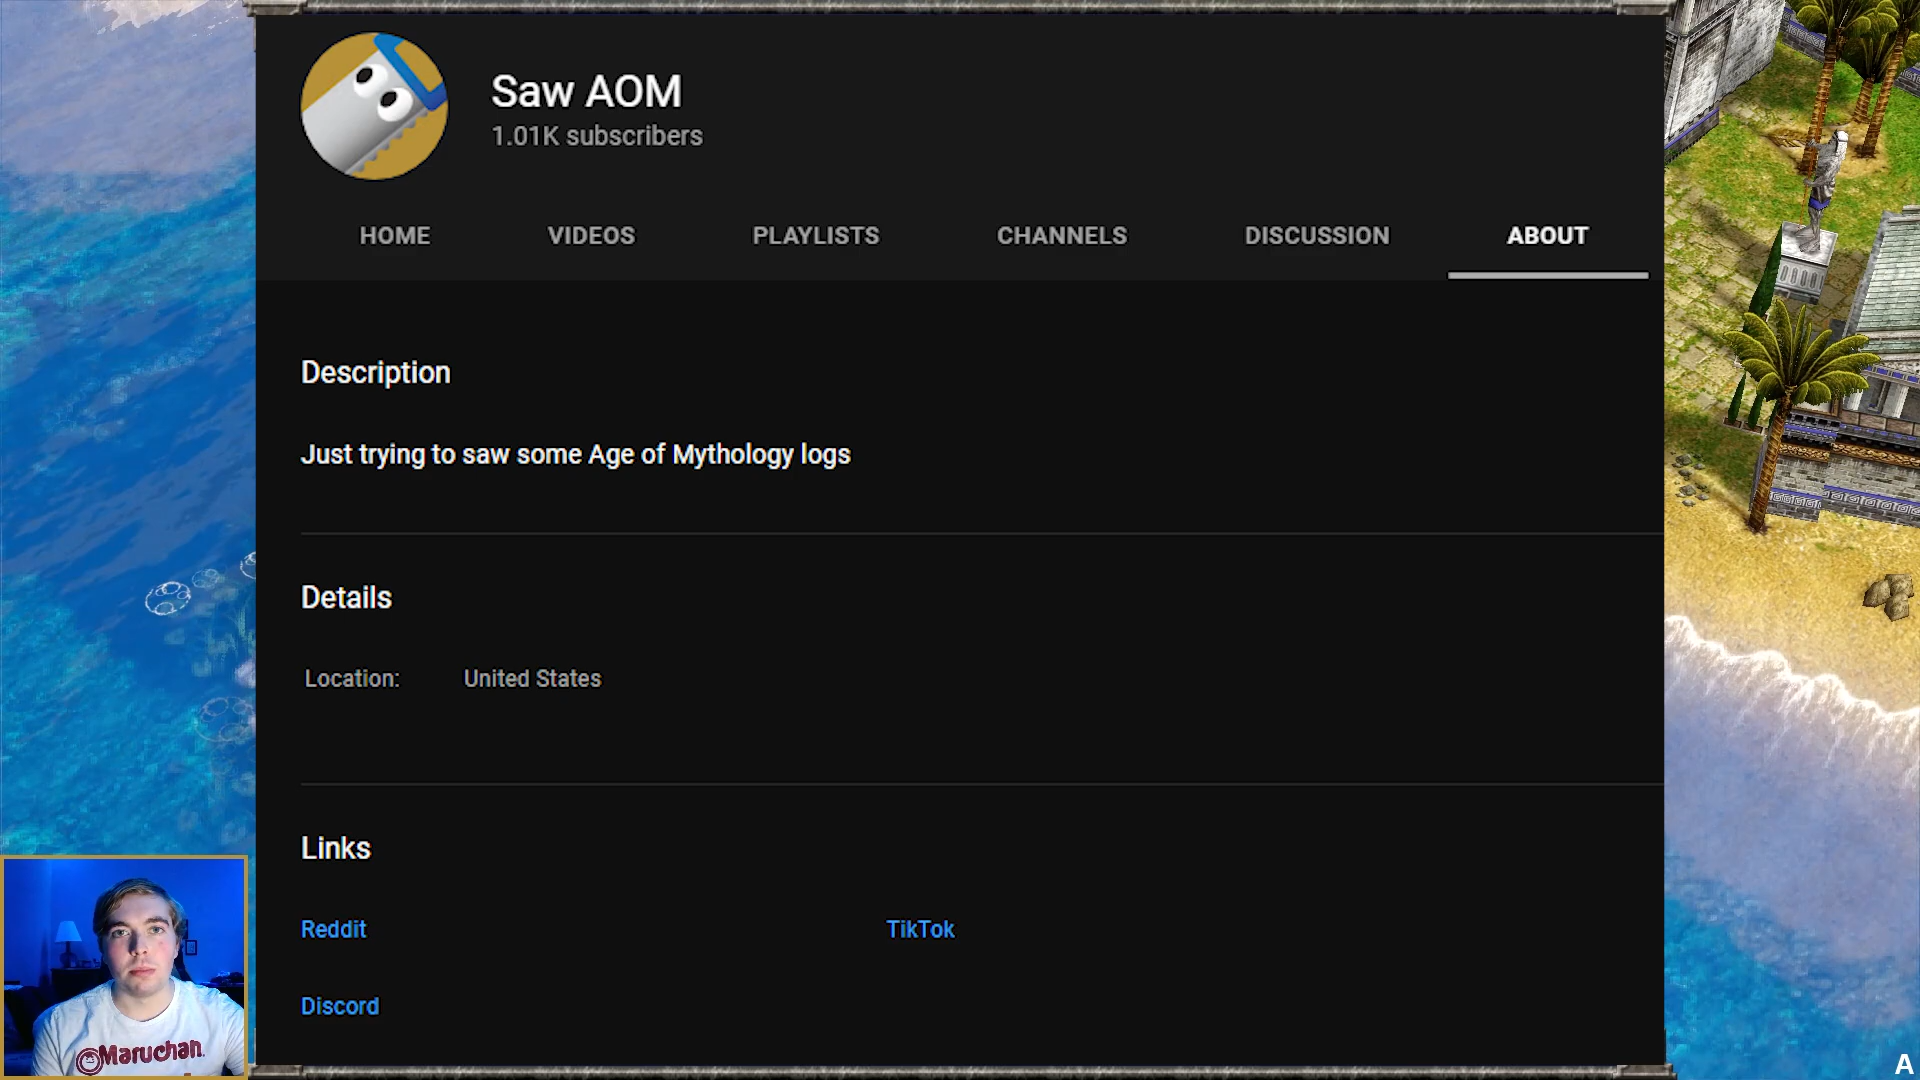 Saw AOM
1.01K subscribers
HOME VIDEOS PLAYLISTS CHANNELS DISCUSSION ABOUT
Description
Just trying to saw some Age of Mythology logs
Details
Location: United States
Links
Reddit TikTok
Discord
Maruchan.
A